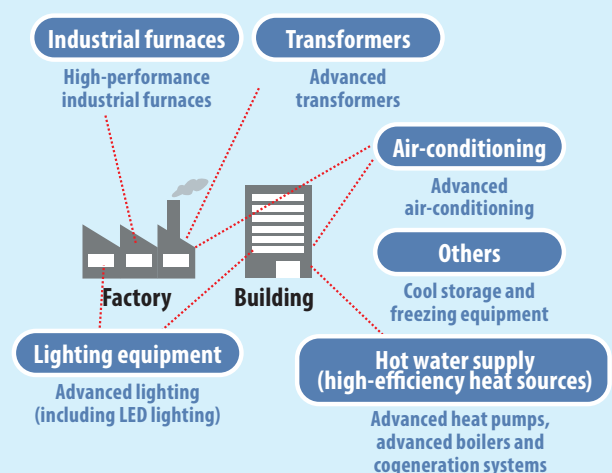 Industrial furnaces
High-performance
industrial furnaces
Transformers
Advanced
transformers
Air-conditioning
Advanced
air-conditioning
Others
Cool storage and
freezing equipment
Factory
Building
Lighting equipment
Advanced lighting
(including LED lighting)
Hot water supply
(high-efficiency heat sources)
Advanced heat pumps,
advanced boilers and
cogeneration systems